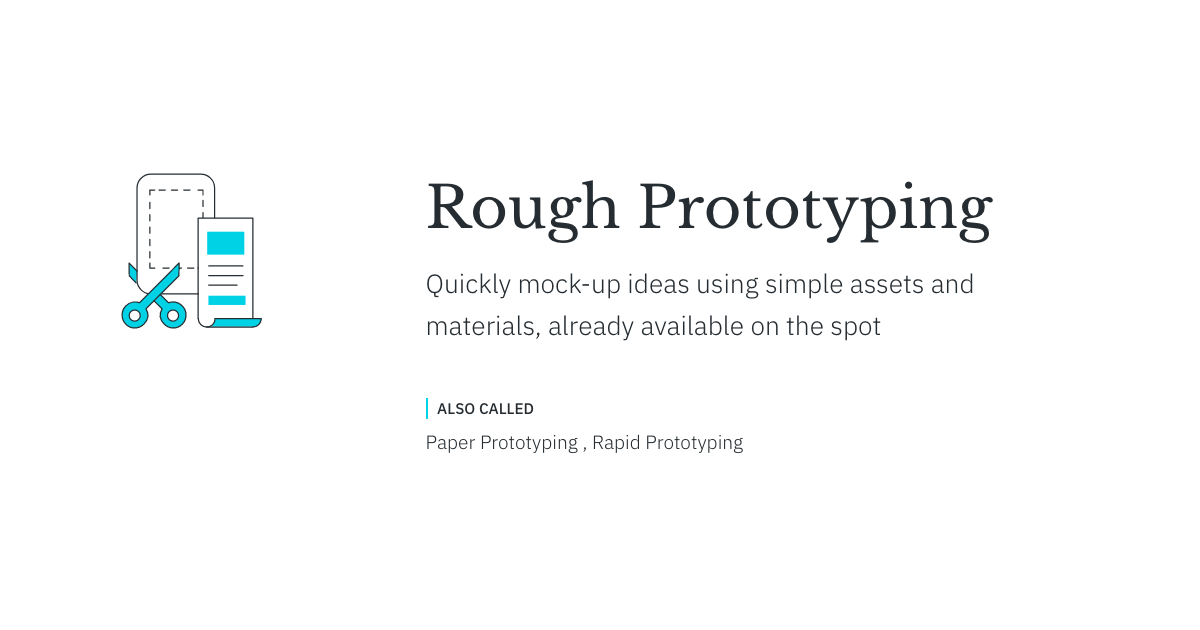 Rough Prototyping
Quickly mock-up ideas using simple assets and
materials, already available on the spot
ALSO CALLED
Paper Prototyping , Rapid Prototyping